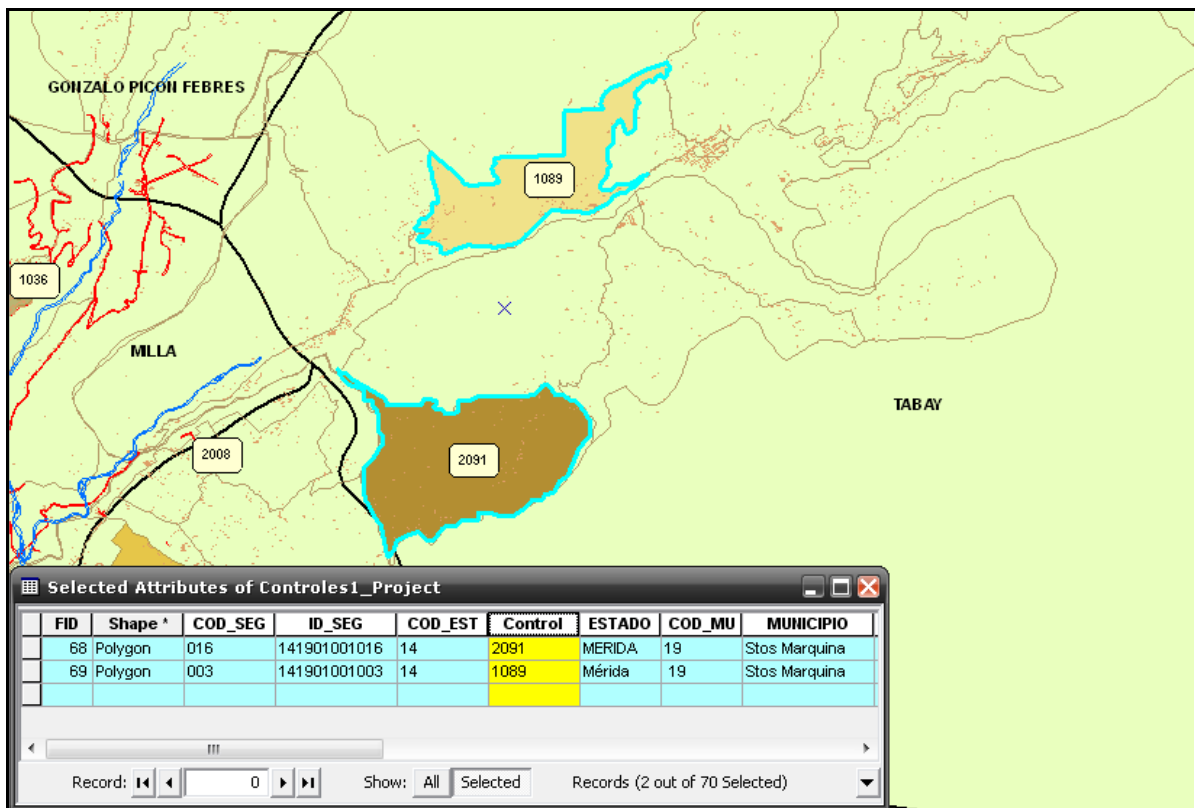 GONZALO PICON FEBRES
1089
1036
MILLA
TABAY
2008
2091
Selected Attributes of Controles1_Project
FID Shape * COD_SEG ID_SEG COD_EST Control ESTADO COD_MU MUNICIPIO
68 Polygon 016 141901001016 14 2091 MERIDA 19 Stos Marquina
69 Polygon 003 141901001003 14 1089 Mérida 19 Stos Marquina
Record: 0 Show: All Selected Records (2 out of 70 Selected)